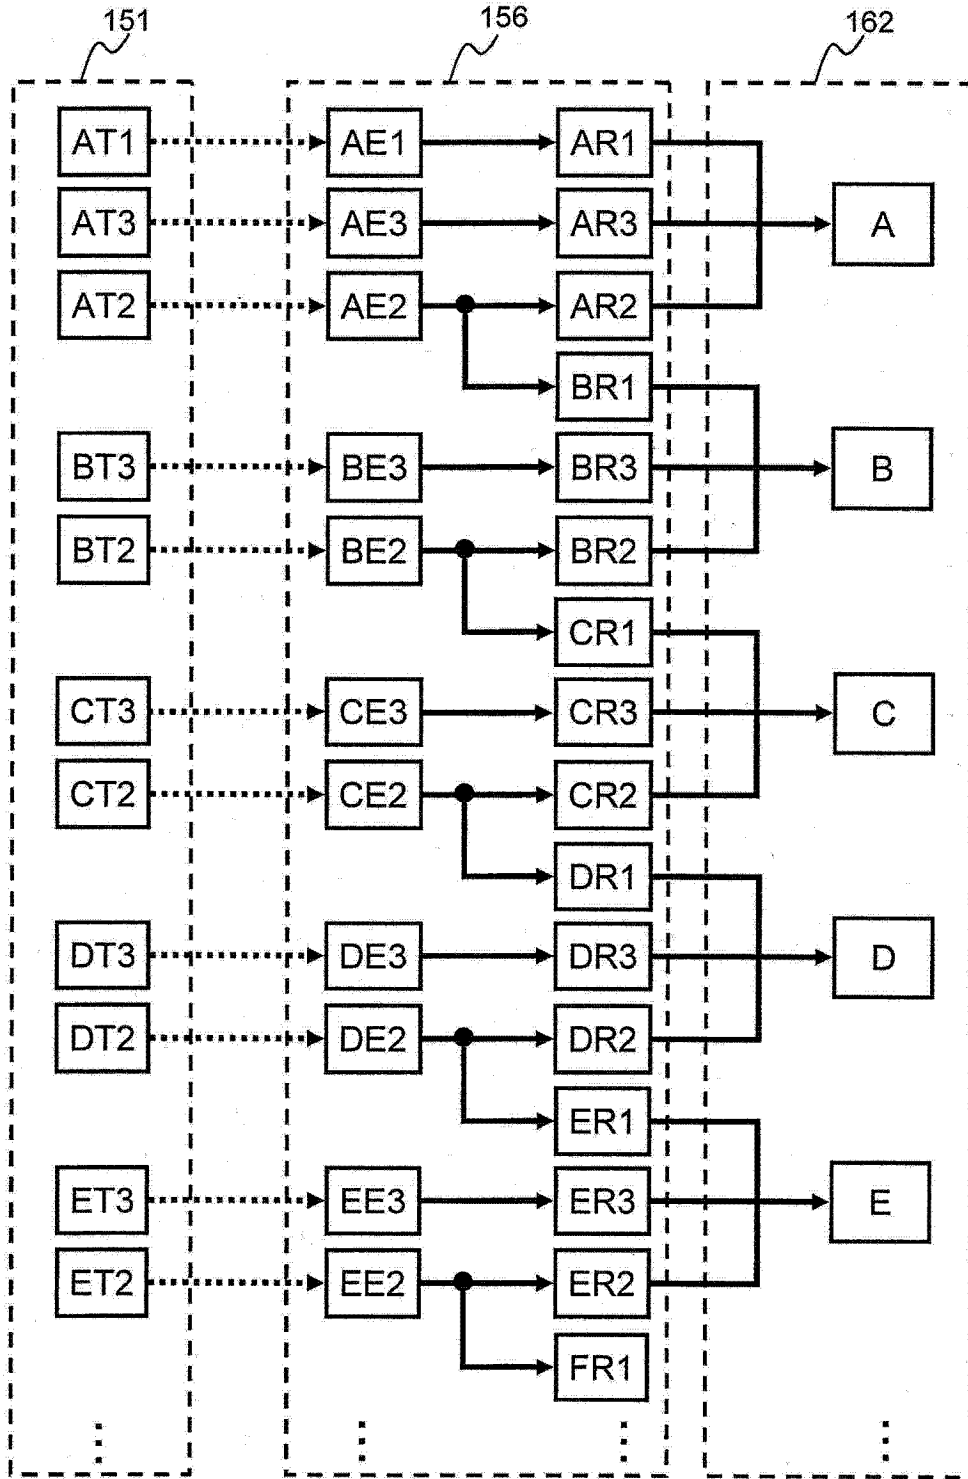 151 156 162
AT1 AE1 AR1
AT3 AE3 AR3 A
AT2 AE2 AR2
BR1
BT3 BE3 BR3 B
BT2 BE2 BR2
CR1
CT3 CE3 CR3 C
CT2 CE2 CR2
DR1
DT3 DE3 DR3 D
DT2 DE2 DR2
ER1
ET3 EE3 ER3 E
ET2 EE2 ER2
FR1